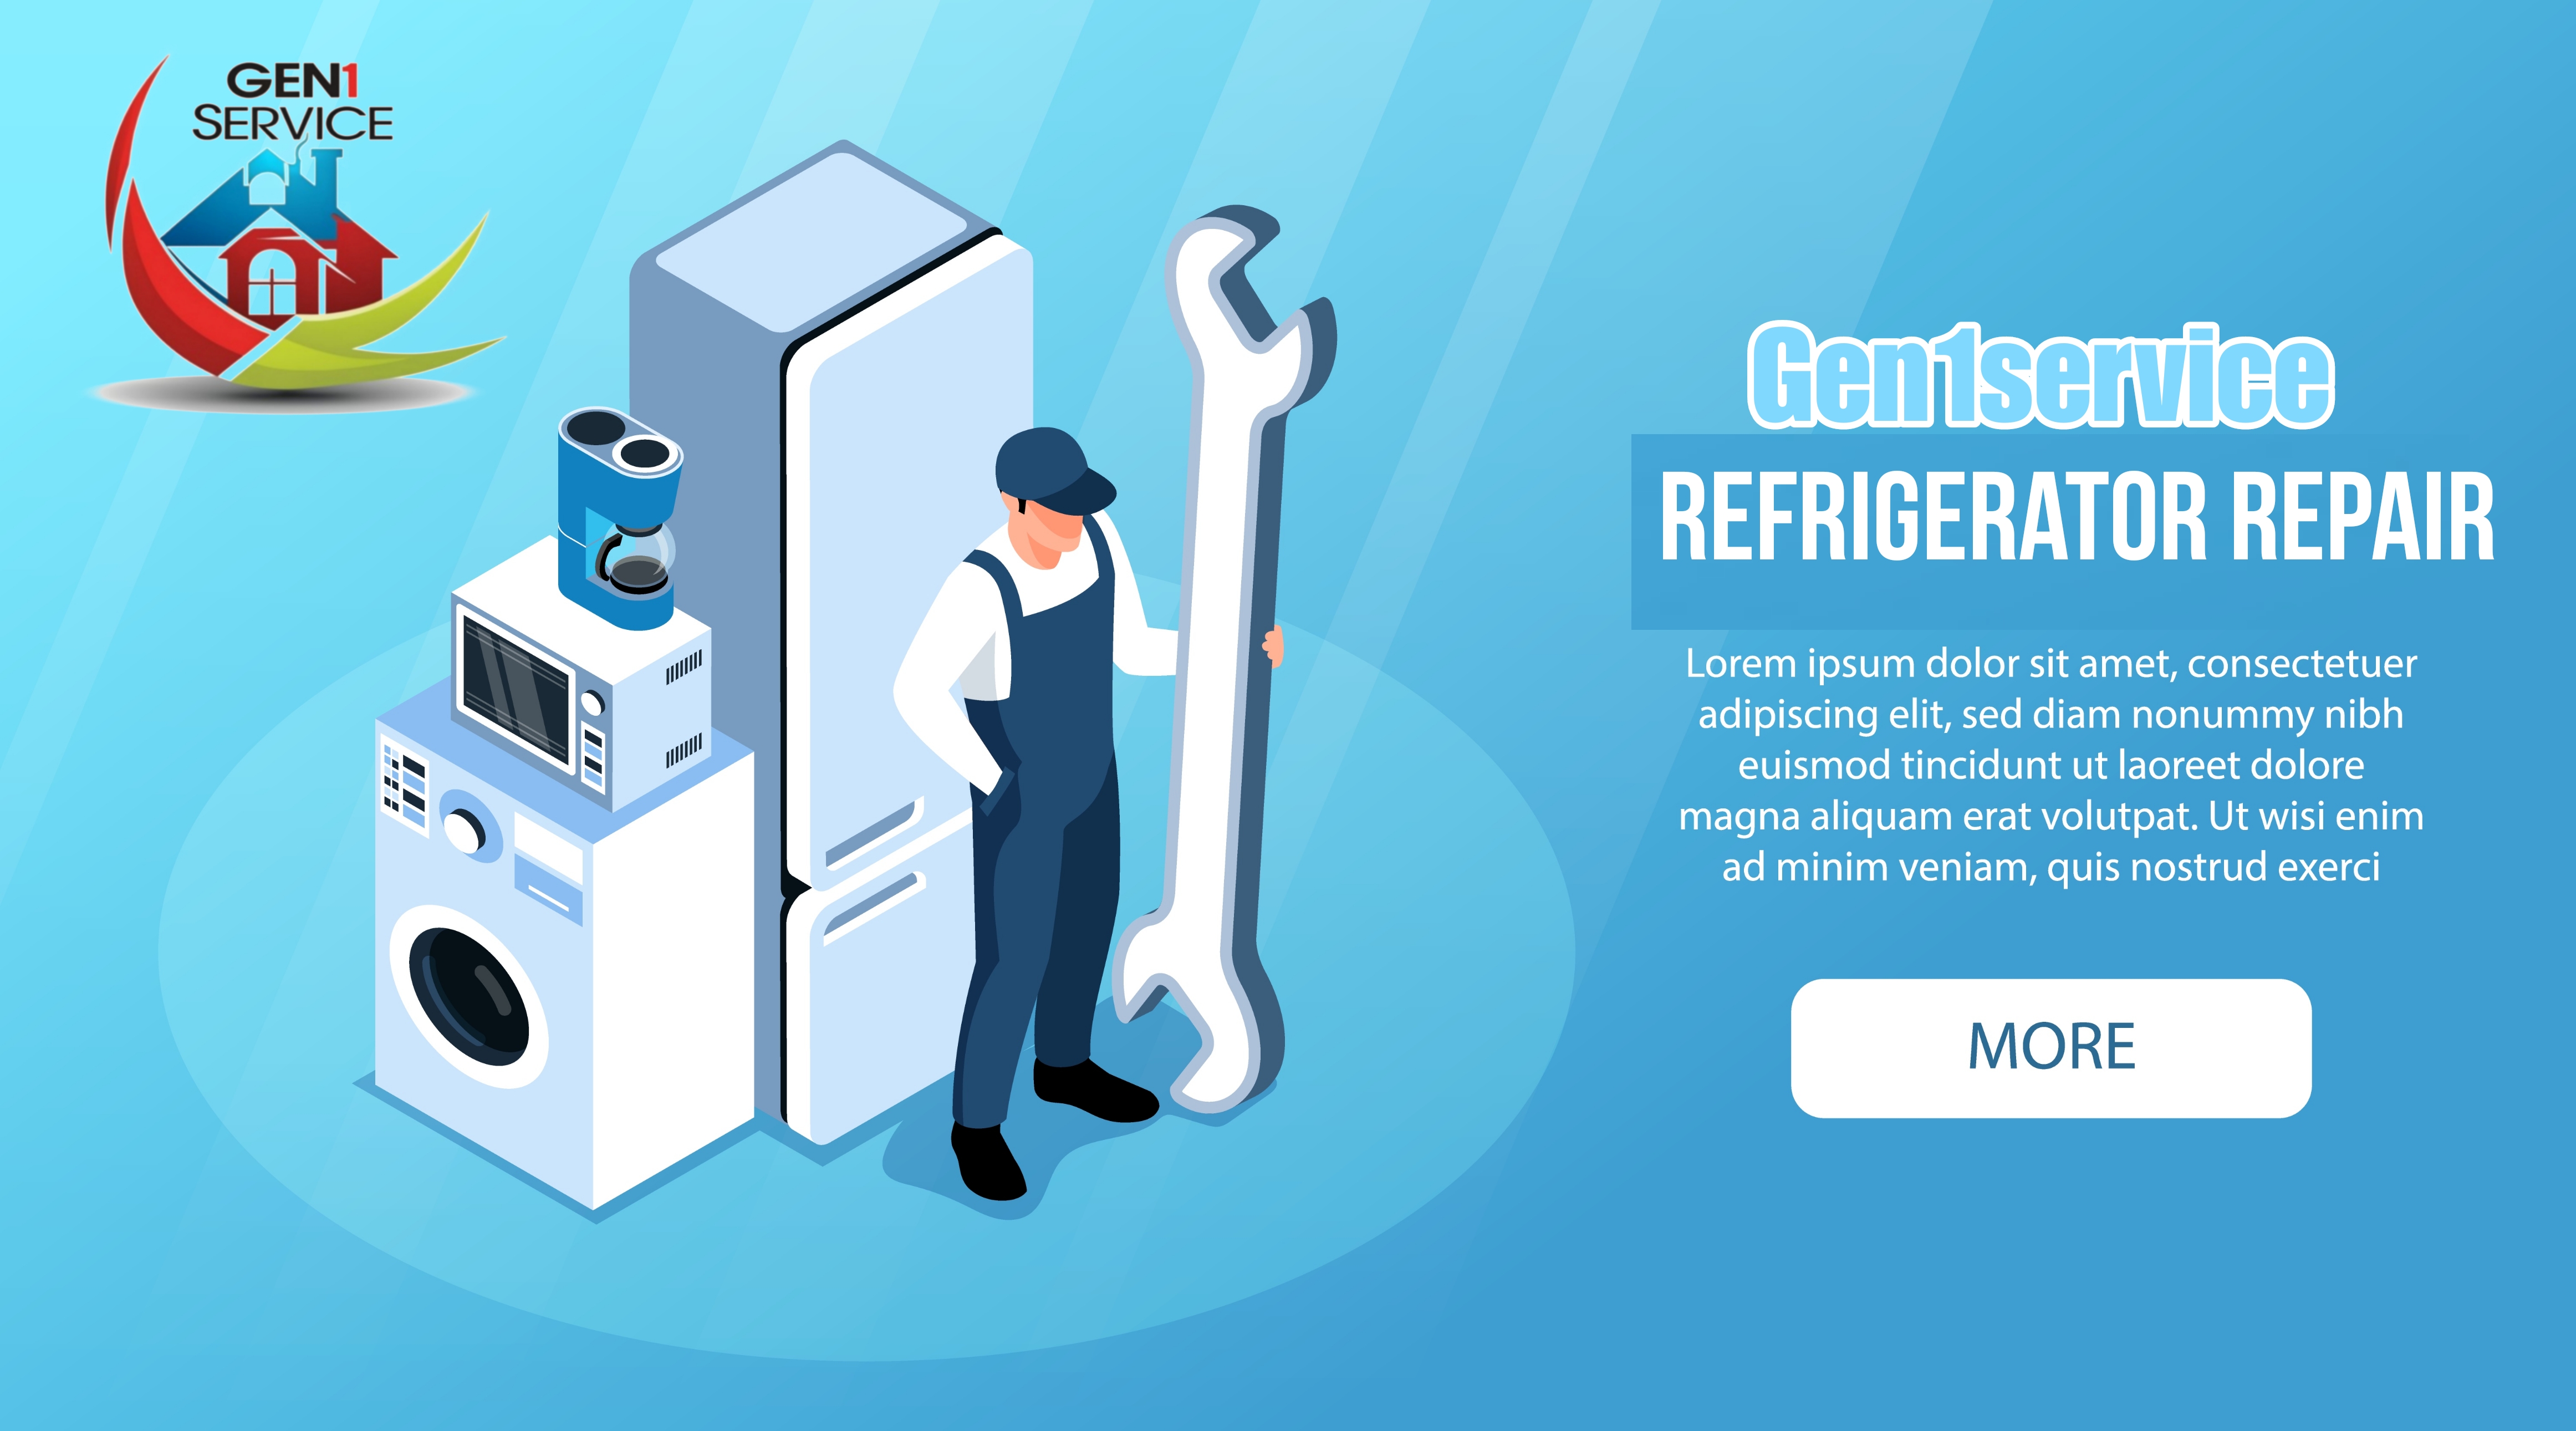 GEN1
SERVICE
Gen1service
REFRIGERATOR REPAIR
Lorem ipsum dolor sit amet, consectetuer
adipiscing elit, sed diam nonummy nibh
euismod tincidunt ut laoreet dolore
magna aliquam erat volutpat. Ut wisi enim
ad minim veniam, quis nostrud exerci
MORE